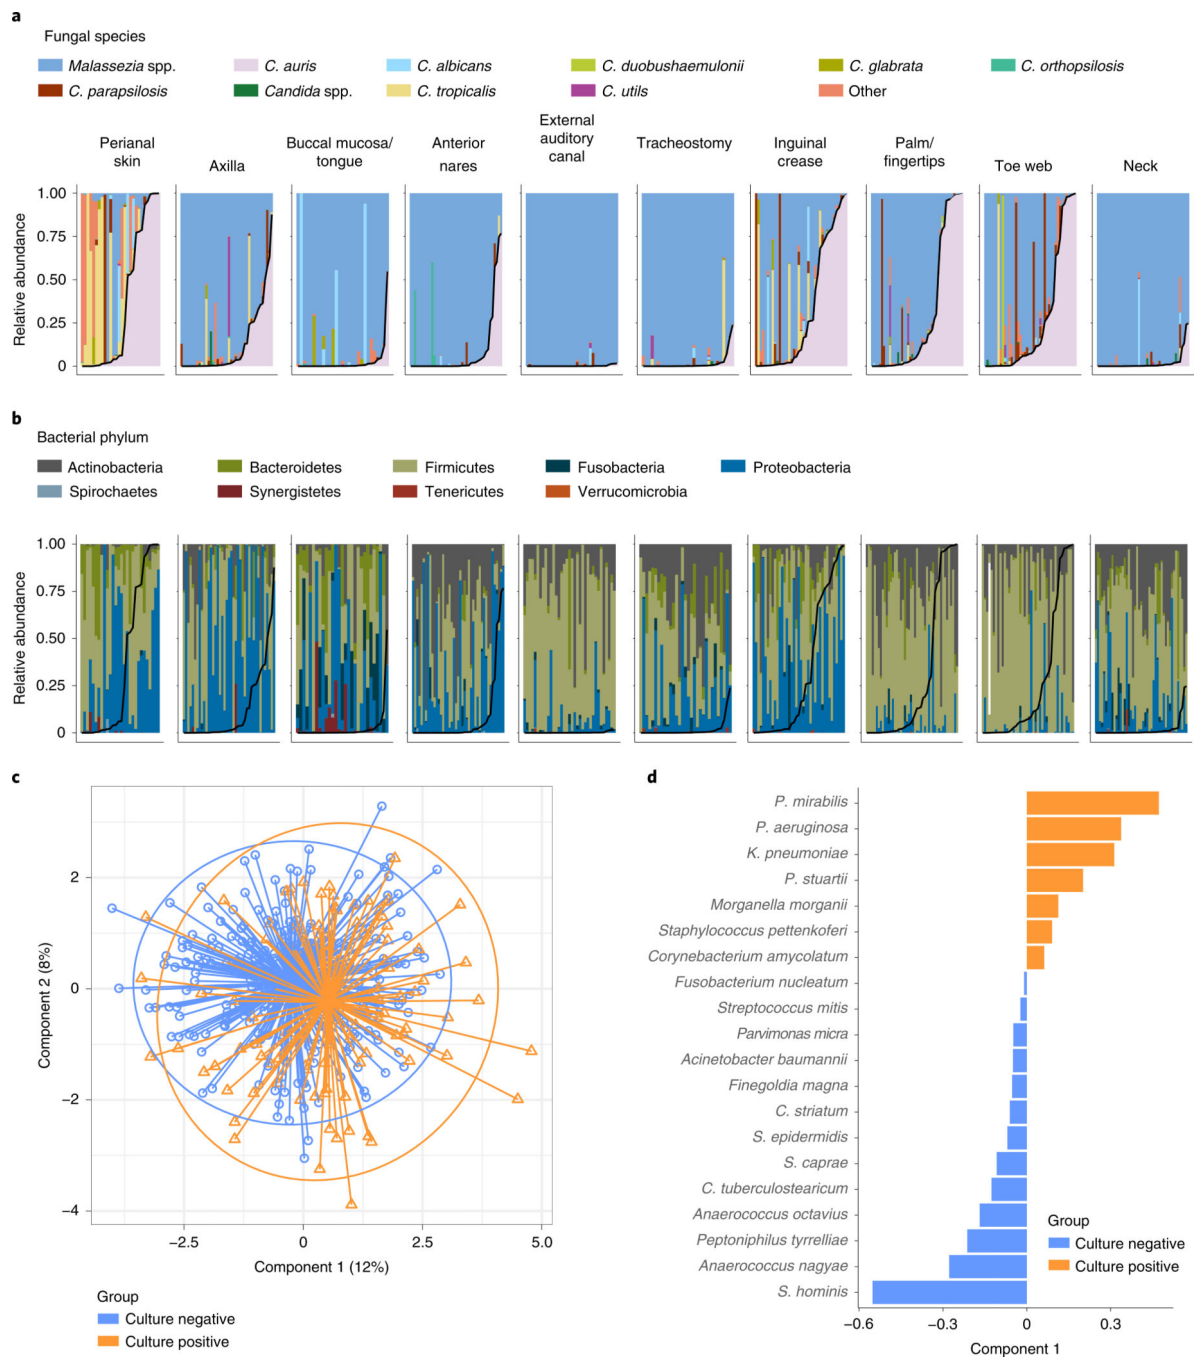 a
Fungal species
Malassezia spp.
C. auris
C. albicans
C. duobushaemulonii
C. glabrata
C. orthopsilosis
C. parapsilosis
Candida spp.
C. tropicalis
C. utils
Other
Perianal
skin
Axilla
Buccal mucosa/
tongue
Anterior
nares
External
auditory
canal
Tracheostomy
Inguinal
crease
Palm/
fingertips
Toe web
Neck
Relative abundance
1.00
0.75
0.50
0.25
0
b
Bacterial phylum
Actinobacteria
Bacteroidetes
Firmicutes
Fusobacteria
Proteobacteria
Spirochaetes
Synergistetes
Tenericutes
Verrucomicrobia
Relative abundance
1.00
0.75
0.50
0.25
0
c
Component 2 (8%)
2
0
−2
−4
−2.5
0
2.5
5.0
Component 1 (12%)
Group
Culture negative
Culture positive
d
P. mirabilis
P. aeruginosa
K. pneumoniae
P. stuartii
Morganella morganii
Staphylococcus pettenkoferi
Corynebacterium amycolatum
Fusobacterium nucleatum
Streptococcus mitis
Parvimonas micra
Acinetobacter baumannii
Finegoldia magna
C. striatum
S. epidermidis
S. caprae
C. tuberculostearicum
Anaerococcus octavius
Peptoniphilus tyrrelliae
Anaerococcus nagyae
S. hominis
Group
Culture negative
Culture positive
−0.6
−0.3
0
0.3
Component 1